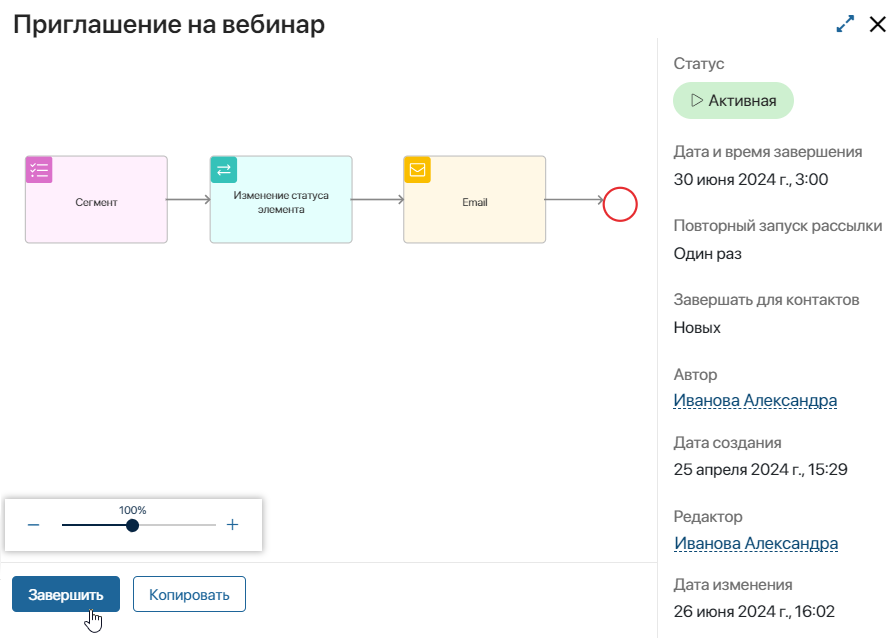 Приглашение на вебинар
Сегмент
Изменение статуса
элемента
Email
100%
Завершить
Копировать
Статус
Активная
Дата и время завершения
30 июня 2024 г., 3:00
Повторный запуск рассылки
Один раз
Завершать для контактов
Новых
Автор
Иванова Александра
Дата создания
25 апреля 2024 г., 15:29
Редактор
Иванова Александра
Дата изменения
26 июня 2024 г., 16:02